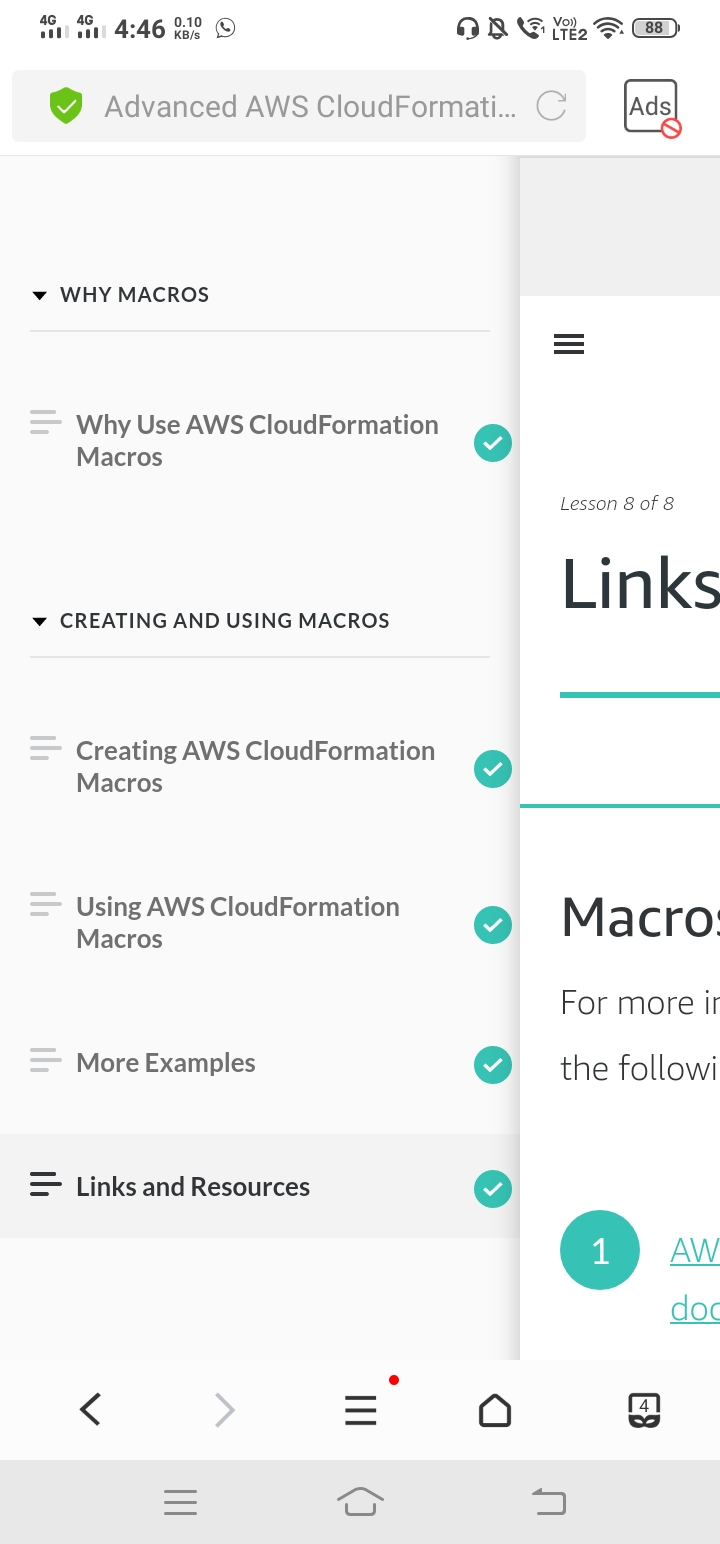 4G 4G 4:46 0.10 KB/s Vo)) LTE2 1 88
Advanced AWS CloudFormati... Ads
WHY MACROS
Why Use AWS CloudFormation
Macros
CREATING AND USING MACROS
Creating AWS CloudFormation
Macros
Using AWS CloudFormation
Macros
More Examples
Links and Resources
Lesson 8 of 8
Links
Macros
For more in
the followi
1 AW
doc
4